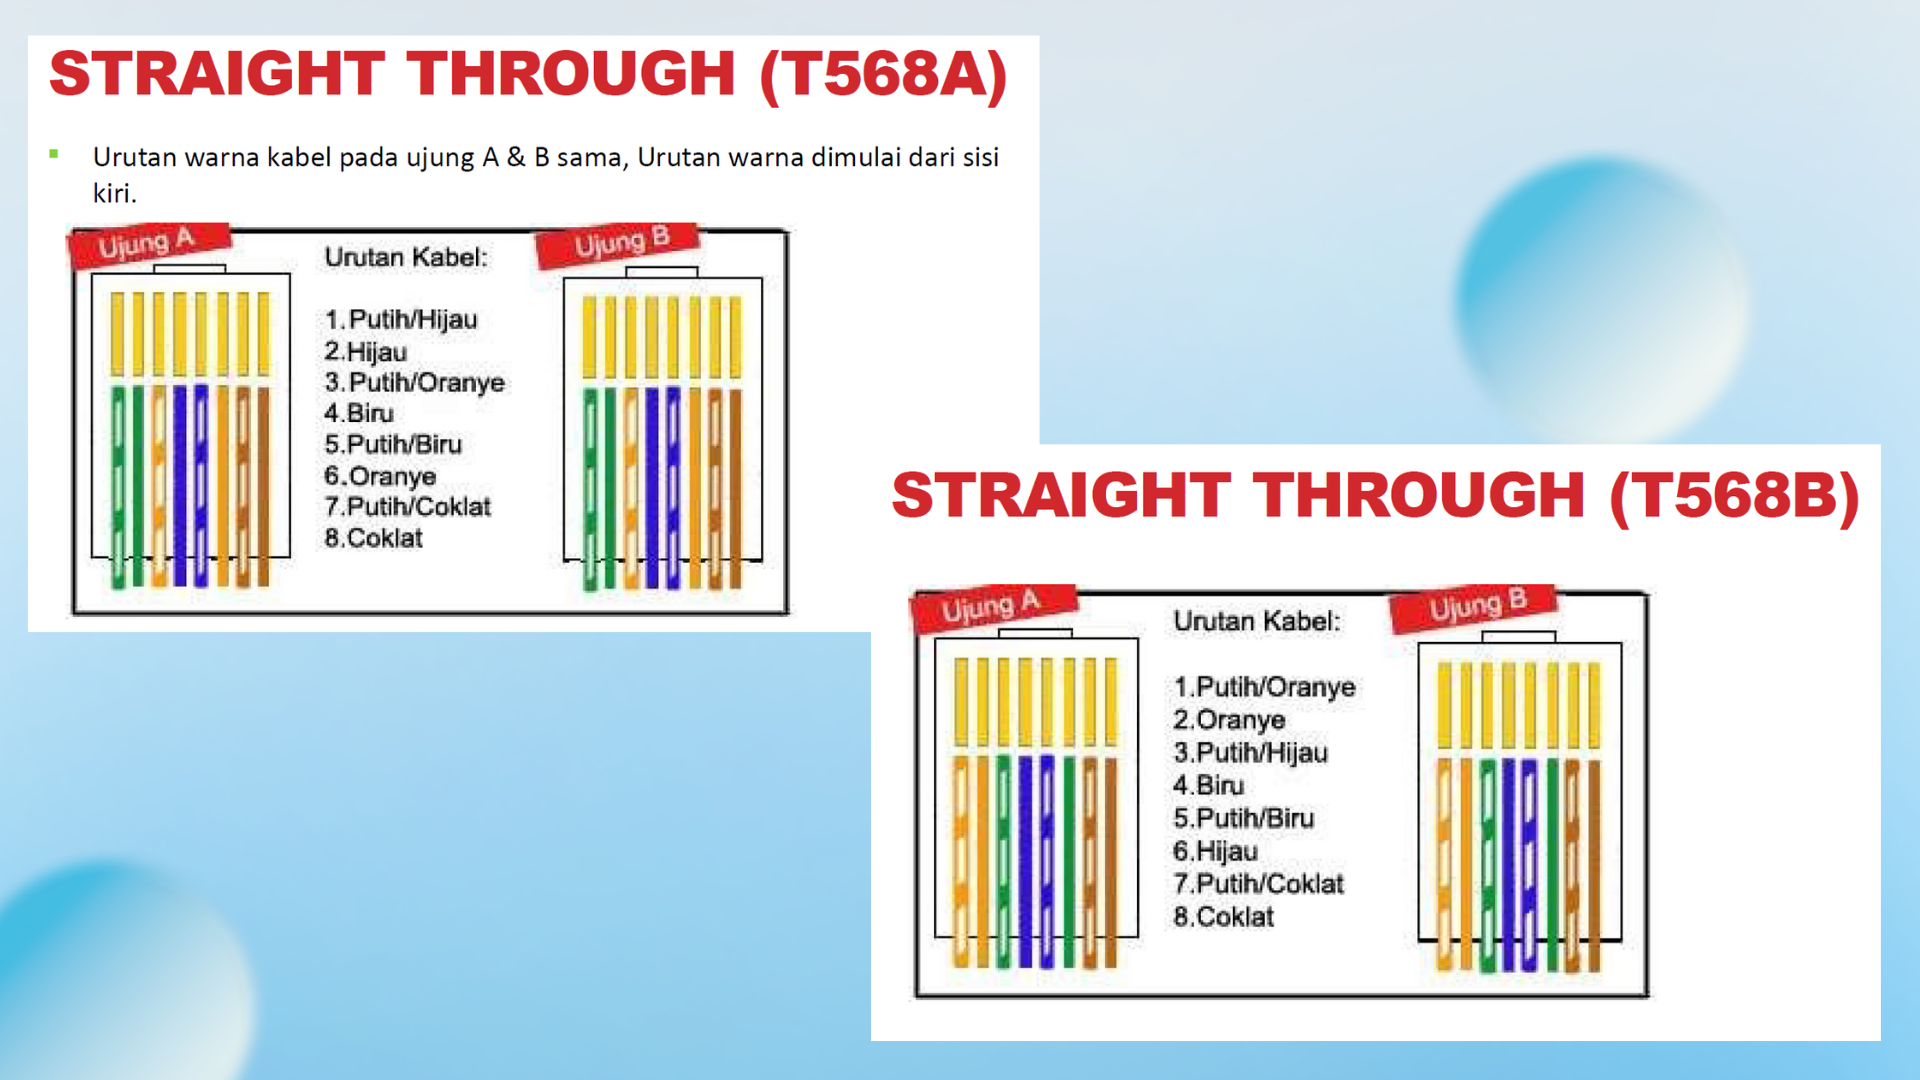 STRAIGHT THROUGH (T568A)
Urutan warna kabel pada ujung A & B sama, Urutan warna dimulai dari sisi
kiri.
Ujung A
Urutan Kabel:
Ujung B
1.Putih/Hijau
2.Hijau
3.Putih/Oranye
4.Biru
5.Putih/Biru
6.Oranye
7.Putih/Coklat
8.Coklat
STRAIGHT THROUGH (T568B)
Ujung A
Urutan Kabel:
Ujung B
1.Putih/Oranye
2.Oranye
3.Putih/Hijau
4.Biru
5.Putih/Biru
6.Hijau
7.Putih/Coklat
8.Coklat